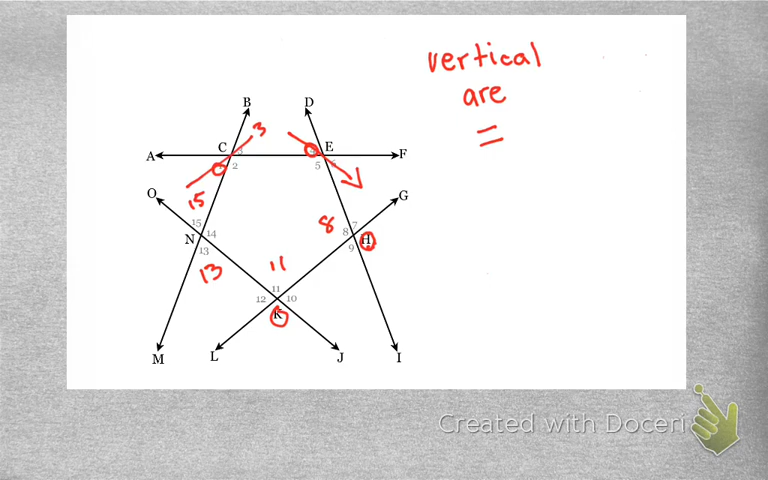 vertical
are
=
B
D
3
C
E
A
F
2
5
O
15
G
15
14
8
7
N
8
H
13
9
13
11
11
12
10
K
M
L
J
I
Created with Doceri